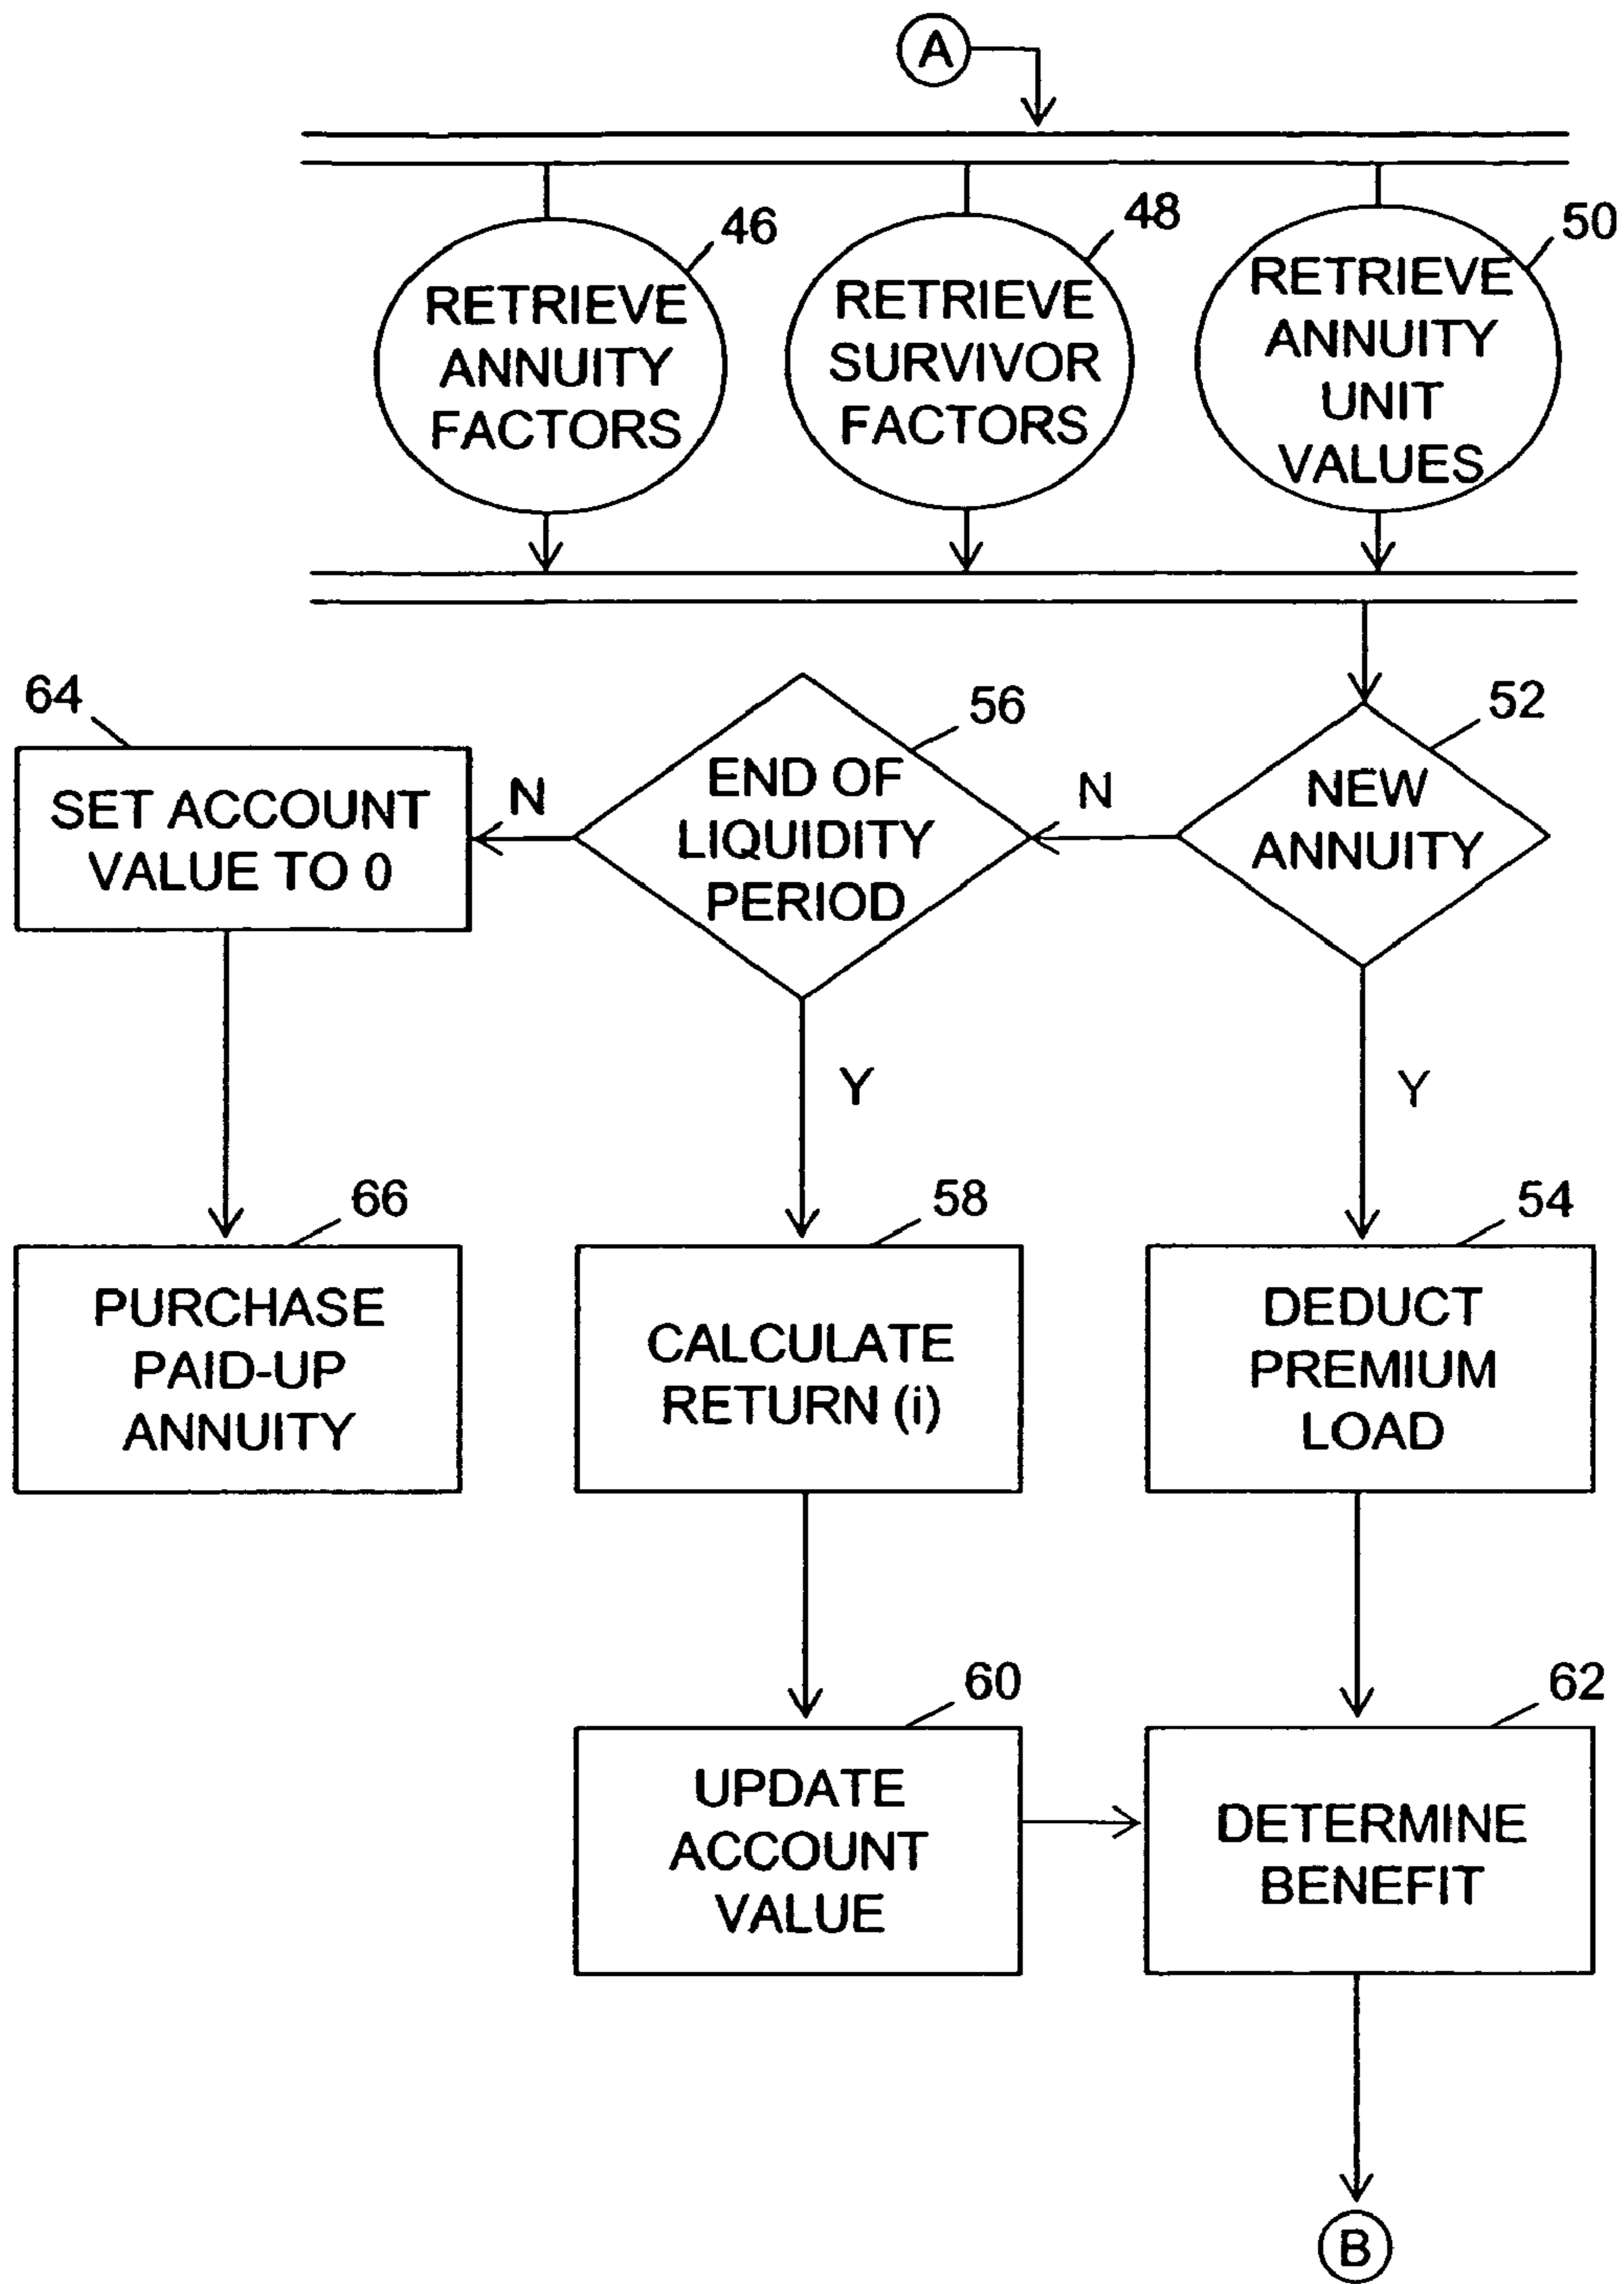 A
46
48
50
RETRIEVE
ANNUITY
FACTORS
RETRIEVE
SURVIVOR
FACTORS
RETRIEVE
ANNUITY
UNIT
VALUES
64
56
52
SET ACCOUNT
VALUE TO 0
N
END OF
LIQUIDITY
PERIOD
N
NEW
ANNUITY
Y
Y
66
58
54
PURCHASE
PAID-UP
ANNUITY
CALCULATE
RETURN (i)
DEDUCT
PREMIUM
LOAD
60
62
UPDATE
ACCOUNT
VALUE
DETERMINE
BENEFIT
B